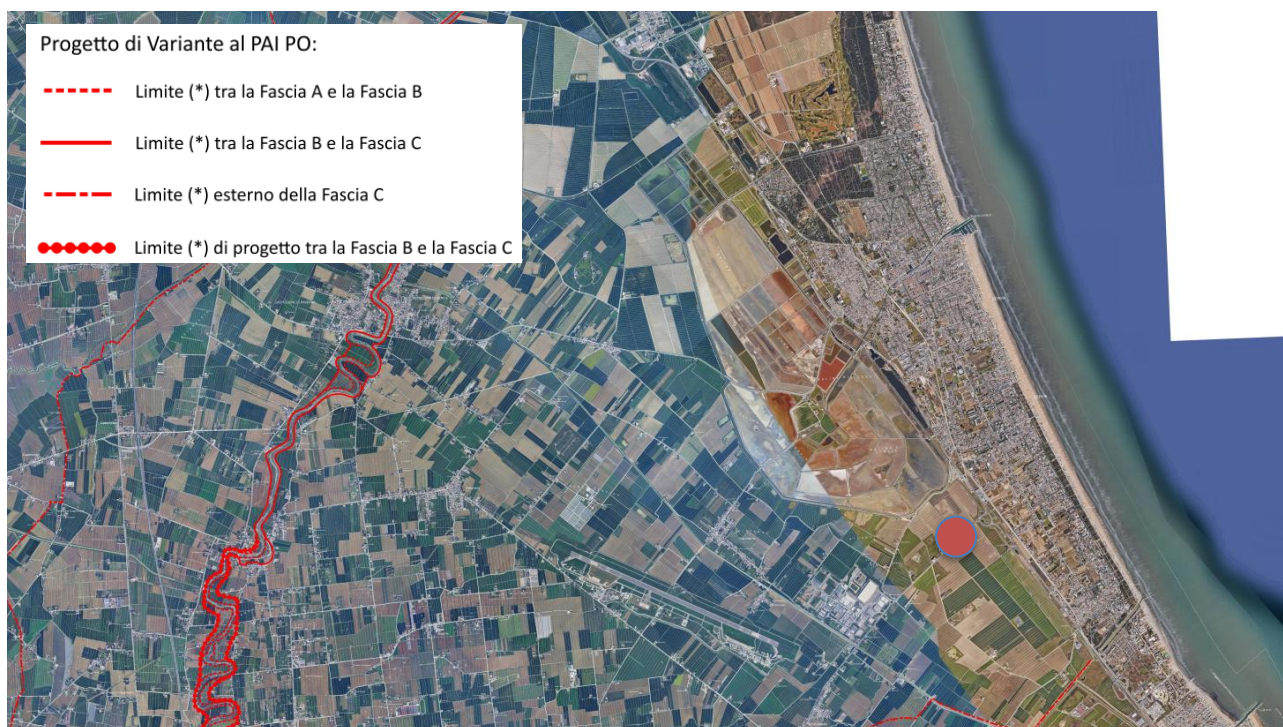 Progetto di Variante al PAI PO:
Limite (*) tra la Fascia A e la Fascia B
Limite (*) tra la Fascia B e la Fascia C
Limite (*) esterno della Fascia C
Limite (*) di progetto tra la Fascia B e la Fascia C